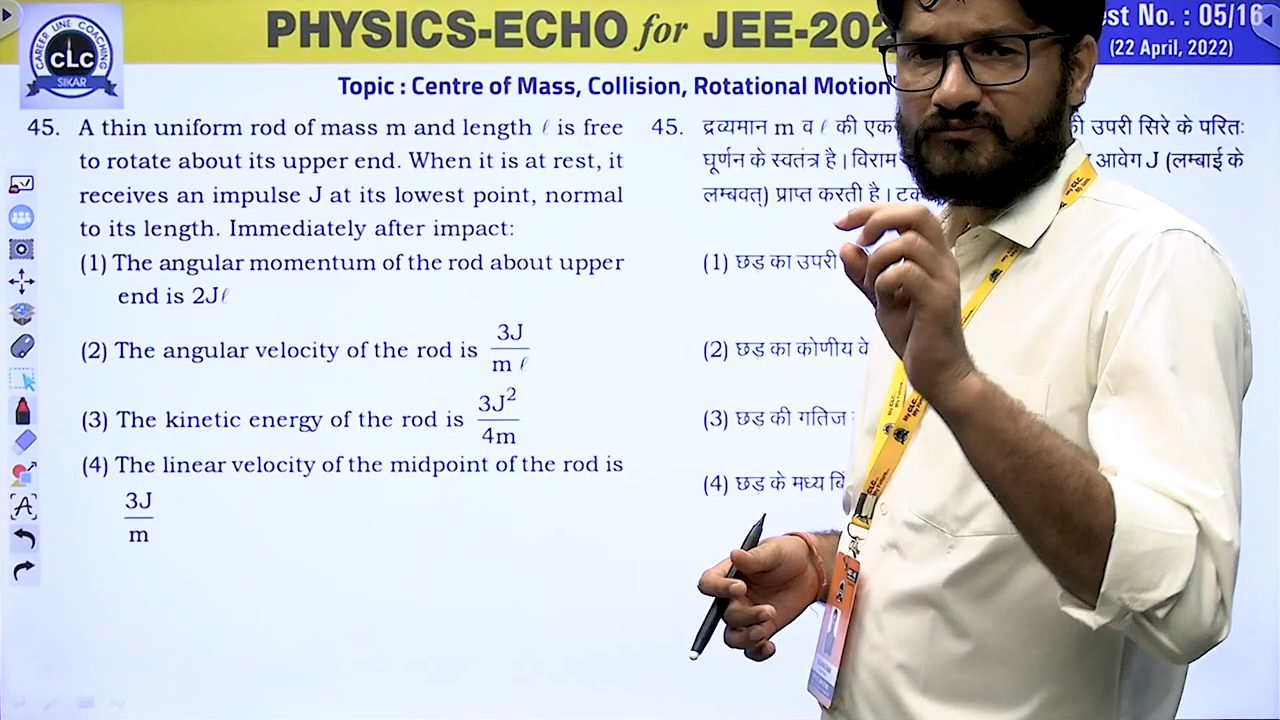 PHYSICS-ECHO for JEE-202
st No. : 05/16
(22 April, 2022)
CAREER LINE COACHING
CLC
SIKAR
Topic : Centre of Mass, Collision, Rotational Motion
45. A thin uniform rod of mass m and length ℓ is free
to rotate about its upper end. When it is at rest, it
receives an impulse J at its lowest point, normal
to its length. Immediately after impact:
(1) The angular momentum of the rod about upper
end is 2Jℓ
(2) The angular velocity of the rod is 3J/mℓ
(3) The kinetic energy of the rod is 3J²/4m
(4) The linear velocity of the midpoint of the rod is
3J/m
45. द्रव्यमान m व ℓ की एक उपरी सिरे के परितः
घूर्णन के स्वतंत्र है। विराम आवेग J (लम्बाई के
लम्बवत्) प्राप्त करती है।
(1) छड़ का उपरी
(2) छड़ का कोणीय वे
(3) छड़ की गतिज
(4) छड़ के मध्य बि